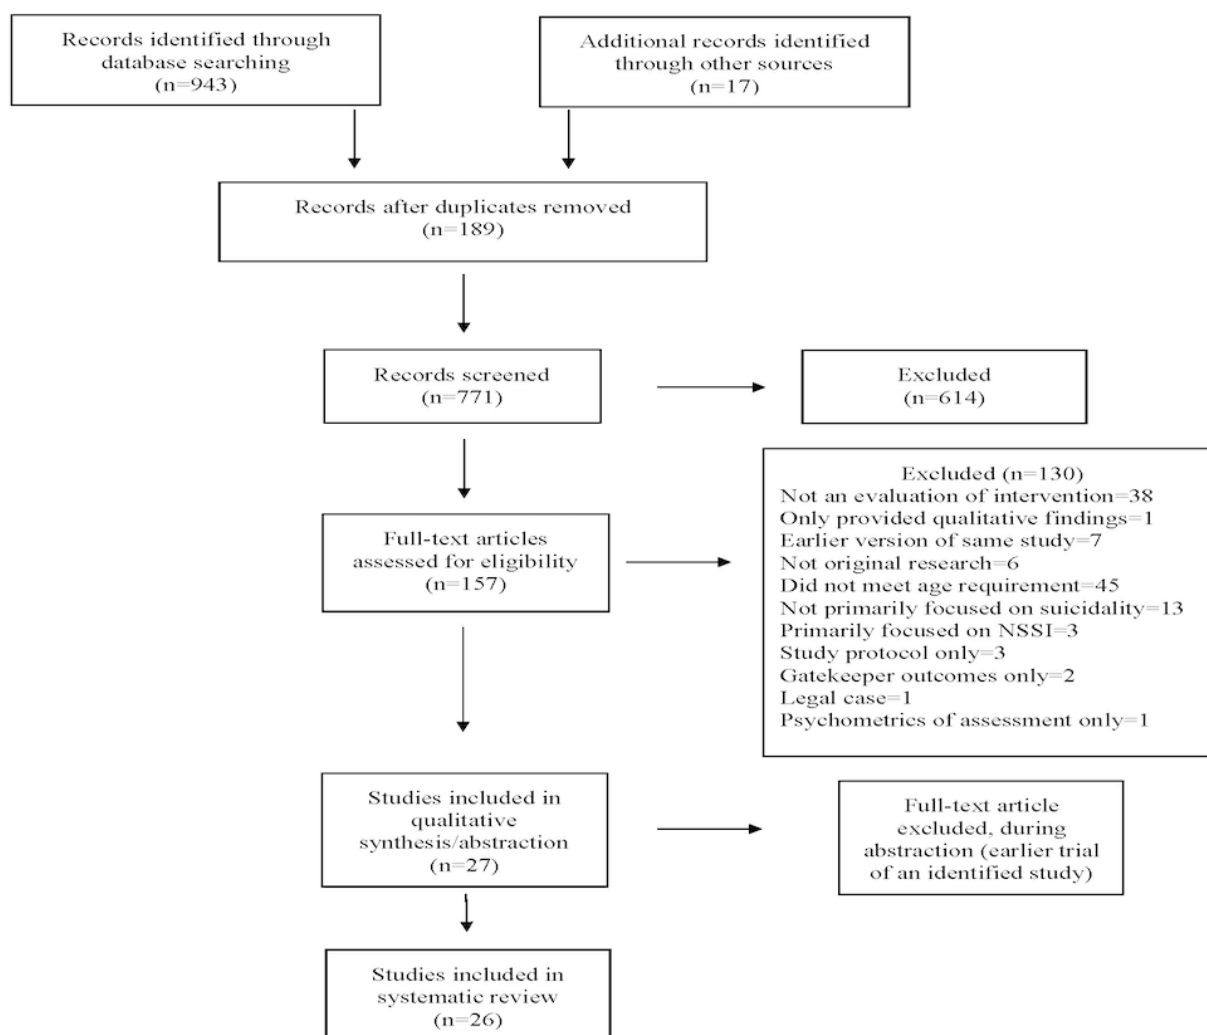 Records identified through
database searching
(n=943)
Additional records identified
through other sources
(n=17)
Records after duplicates removed
(n=189)
Records screened
(n=771)
Excluded
(n=614)
Full-text articles
assessed for eligibility
(n=157)
Excluded (n=130)
Not an evaluation of intervention=38
Only provided qualitative findings=1
Earlier version of same study=7
Not original research=6
Did not meet age requirement=45
Not primarily focused on suicidality=13
Primarily focused on NSSI=3
Study protocol only=3
Gatekeeper outcomes only=2
Legal case=1
Psychometrics of assessment only=1
Studies included in
qualitative
synthesis/abstraction
(n=27)
Full-text article
excluded, during
abstraction (earlier trial
of an identified study)
Studies included in
systematic review
(n=26)